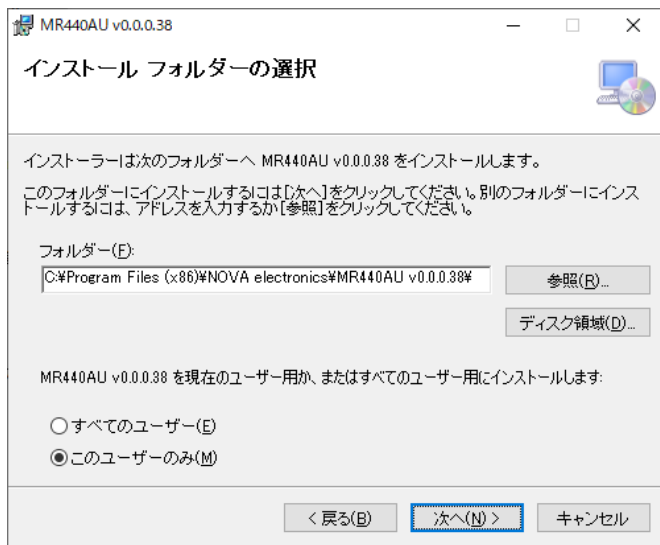 MR440AU v0.0.0.38
インストール フォルダーの選択
インストーラーは次のフォルダーへ MR440AU v0.0.0.38 をインストールします。
このフォルダーにインストールするには[次へ]をクリックしてください。別のフォルダーにインス
トールするには、アドレスを入力するか[参照]をクリックしてください。
フォルダー(F):
C:¥Program Files (x86)¥NOVA electronics¥MR440AU v0.0.0.38¥
参照(R)...
ディスク領域(D)...
MR440AU v0.0.0.38 を現在のユーザー用か、またはすべてのユーザー用にインストールします:
すべてのユーザー(E)
このユーザーのみ(M)
< 戻る(B)
次へ(N) >
キャンセル